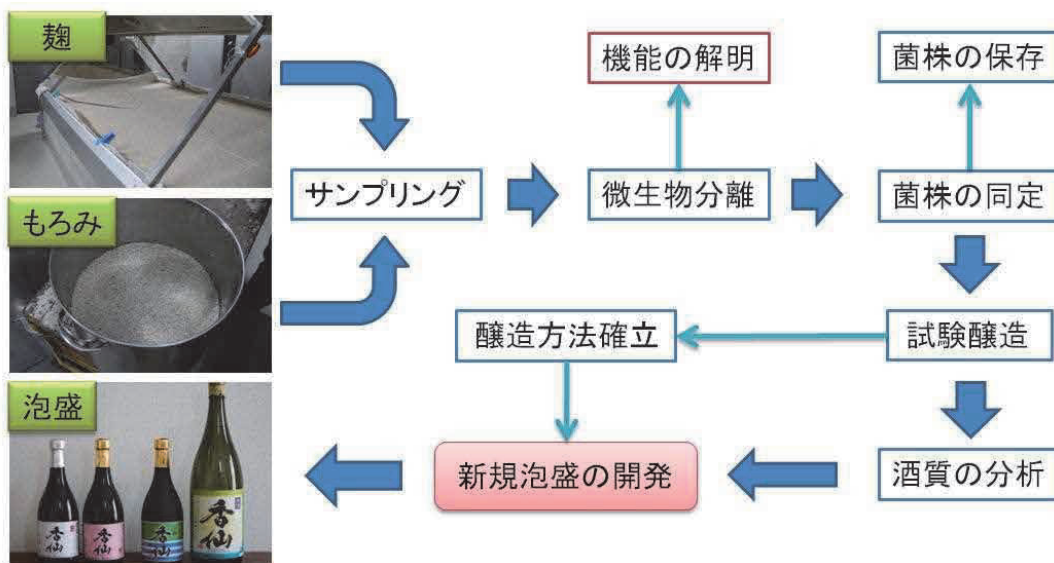 麹
もろみ
泡盛
機能の解明
菌株の保存
サンプリング
微生物分離
菌株の同定
醸造方法確立
試験醸造
新規泡盛の開発
酒質の分析
香仙
香仙
香仙
香仙